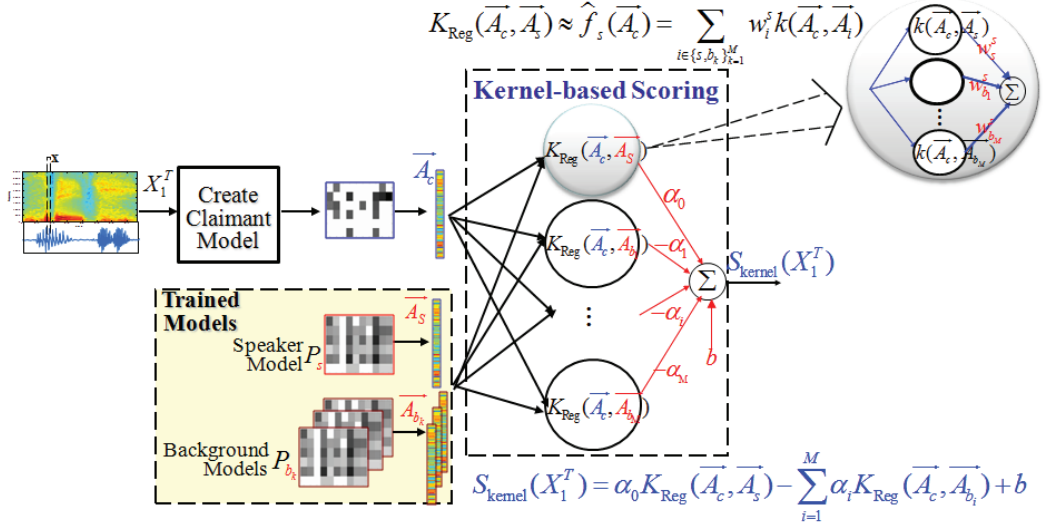 K_Reg(A_c, A_s) ≈ f̂_s(A_c) = ∑_{i∈{s,b_k}_{k=1}^M} w_i^s k(A_c, A_i)
k(A_c, A_s)
w_s^s
w_{b_1}^s
∑
⋮
w_{b_M}^s
k(A_c, A_{b_M})
Kernel-based Scoring
x
X_1^T
Create
Claimant
Model
A_c
K_Reg(A_c, A_S)
α_0
K_Reg(A_c, A_{b_1})
−α_1
∑
S_kernel(X_1^T)
⋮
−α_i
b
−α_M
K_Reg(A_c, A_{b_M})
Trained
Models
A_S
Speaker
Model P_s
A_{b_k}
Background
Models P_{b_k}
S_kernel(X_1^T) = α_0 K_Reg(A_c, A_s) − ∑_{i=1}^M α_i K_Reg(A_c, A_{b_i}) + b